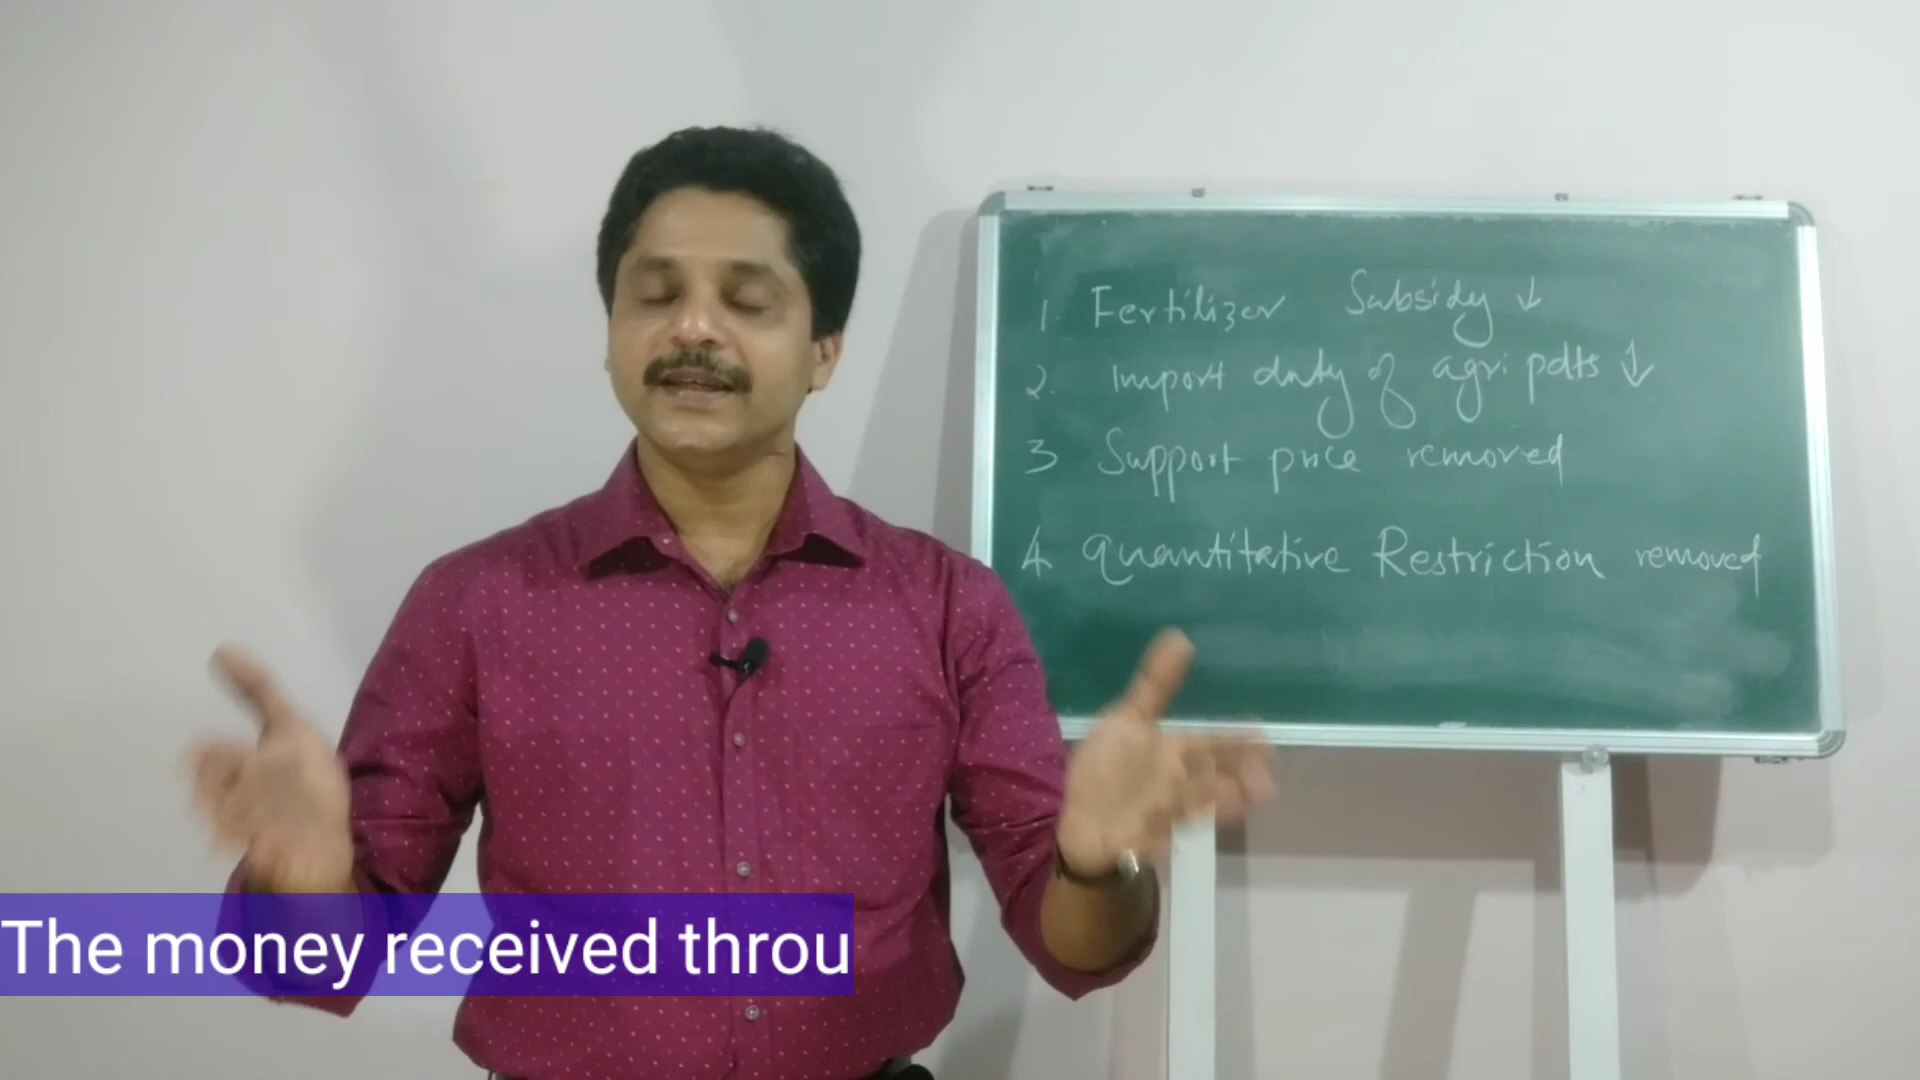 1. Fertilizer Subsidy ↓
2. Import duty of agri pdts ↓
3 Support price removed
4. Quantitative Restriction removed
The money received throu